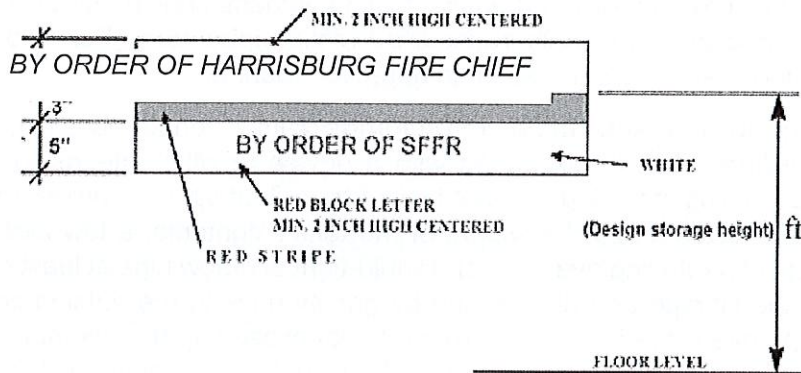 MIN. 2 INCH HIGH CENTERED
BY ORDER OF HARRISBURG FIRE CHIEF
3"
5"
BY ORDER OF SFFR
WHITE
RED BLOCK LETTER
MIN. 2 INCH HIGH CENTERED
(Design storage height) ft
RED STRIPE
FLOOR LEVEL